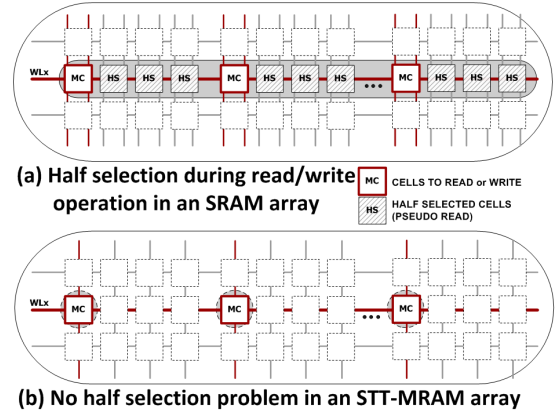 WLx MC HS HS HS MC HS HS HS ... MC HS HS HS
(a) Half selection during read/write
operation in an SRAM array
MC CELLS TO READ or WRITE
HS HALF SELECTED CELLS
(PSEUDO READ)
WLx MC MC ... MC
(b) No half selection problem in an STT-MRAM array